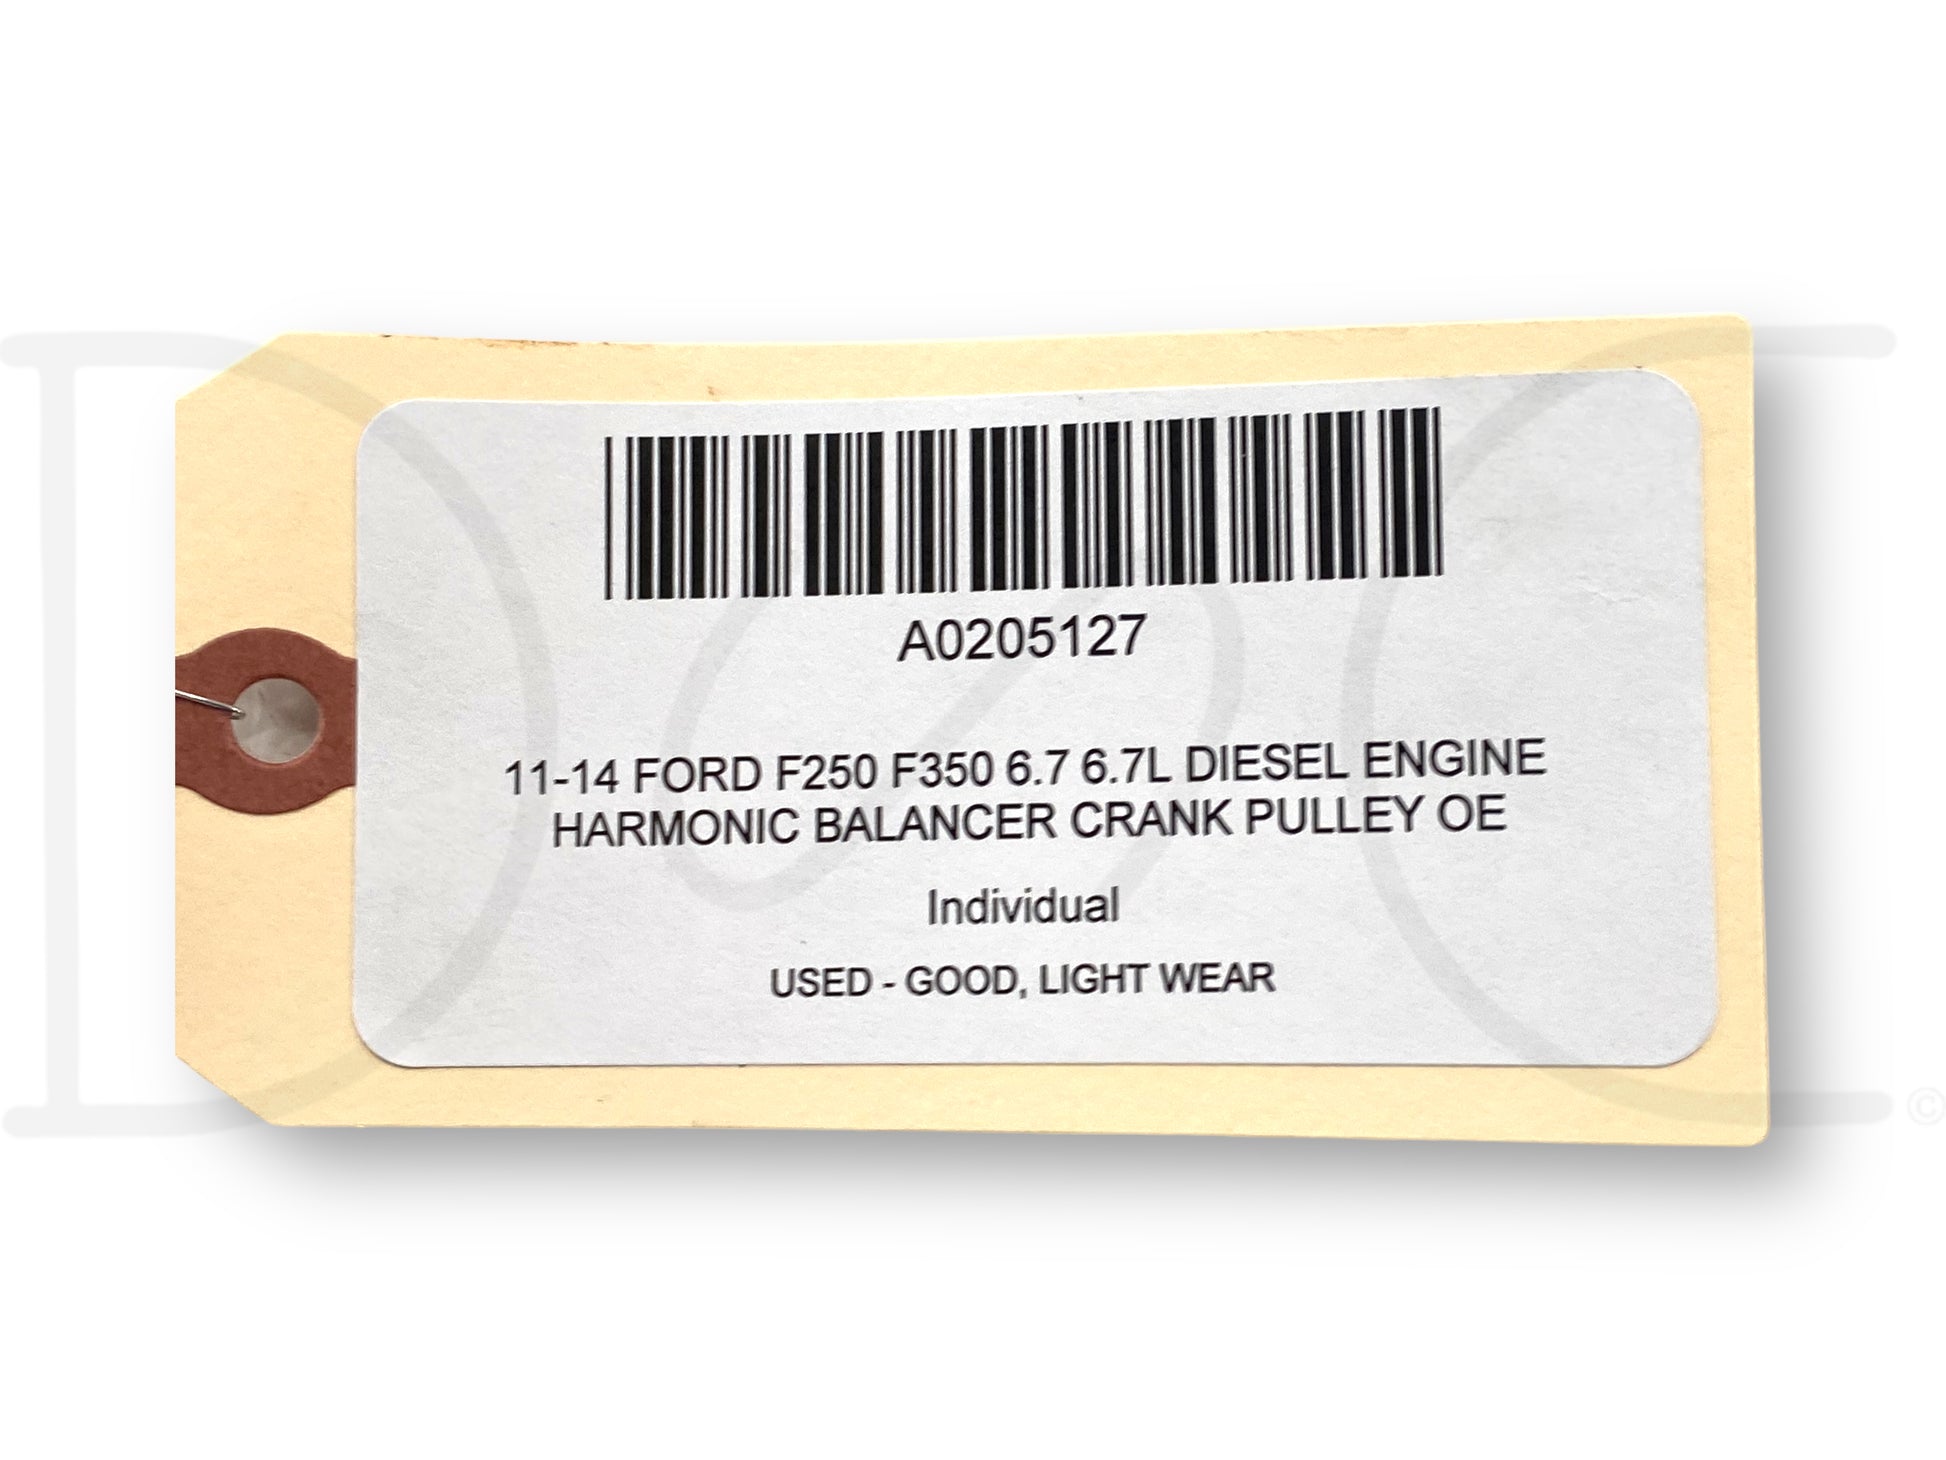 A0205127
11-14 FORD F250 F350 6.7 6.7L DIESEL ENGINE
HARMONIC BALANCER CRANK PULLEY OE
Individual
USED - GOOD, LIGHT WEAR
©